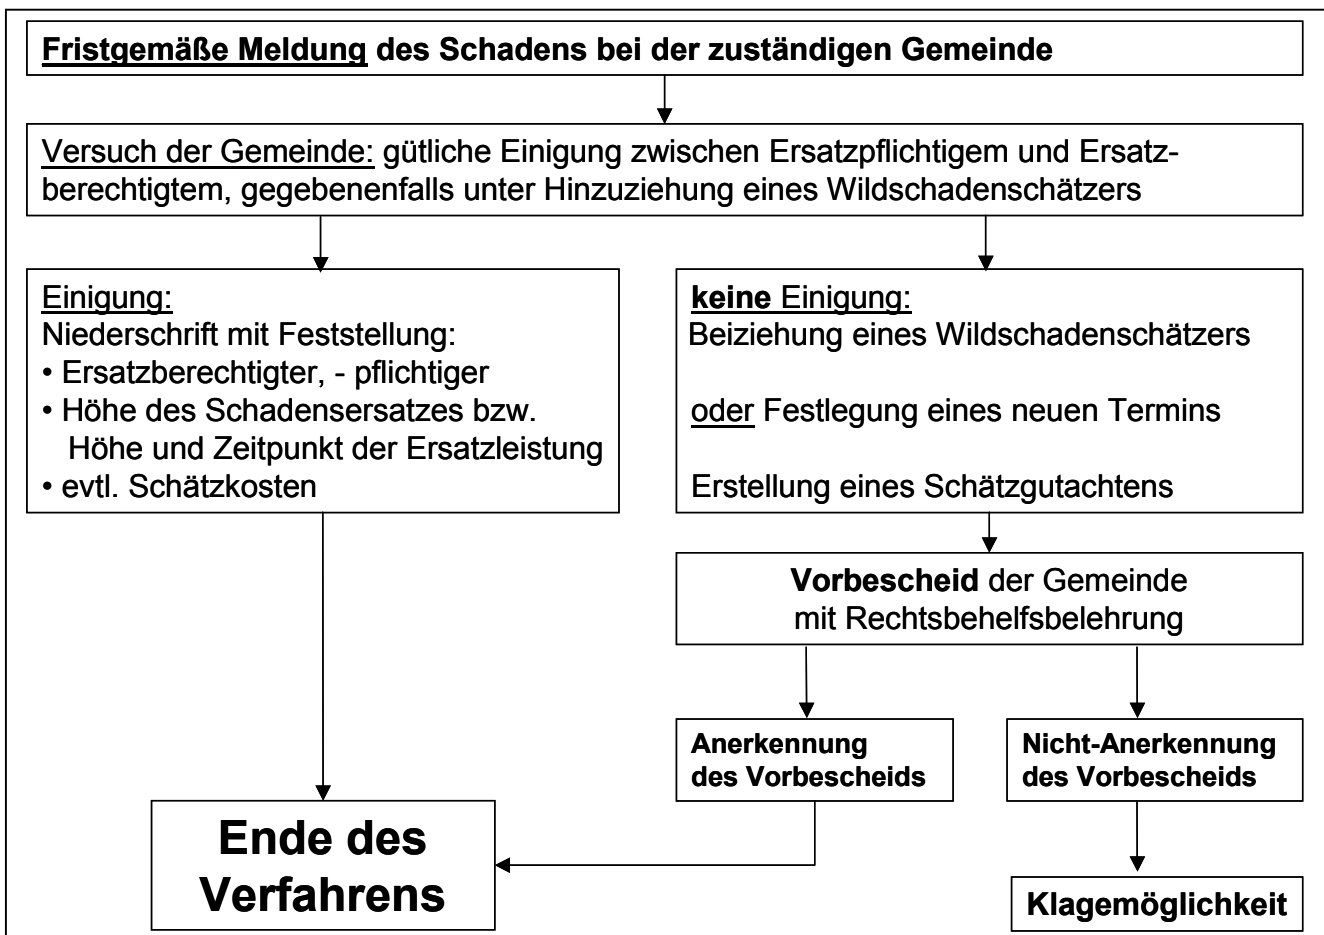 Fristgemäße Meldung des Schadens bei der zuständigen Gemeinde
Versuch der Gemeinde: gütliche Einigung zwischen Ersatzpflichtigem und Ersatz-
berechtigtem, gegebenenfalls unter Hinzuziehung eines Wildschadenschätzers
Einigung:
Niederschrift mit Feststellung:
• Ersatzberechtigter, - pflichtiger
• Höhe des Schadensersatzes bzw.
Höhe und Zeitpunkt der Ersatzleistung
• evtl. Schätzkosten
keine Einigung:
Beiziehung eines Wildschadenschätzers
oder Festlegung eines neuen Termins
Erstellung eines Schätzgutachtens
Vorbescheid der Gemeinde
mit Rechtsbehelfsbelehrung
Anerkennung
des Vorbescheids
Nicht-Anerkennung
des Vorbescheids
Ende des
Verfahrens
Klagemöglichkeit